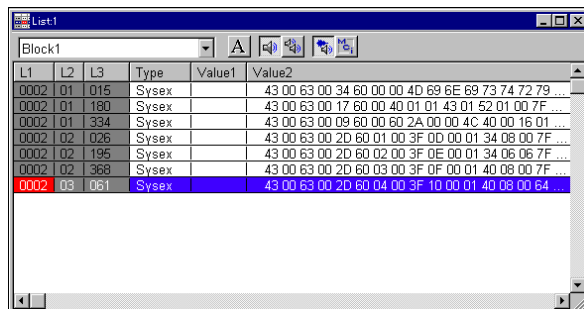 List:1
Block1 A
L1 L2 L3 Type Value1 Value2
0002 01 015 Sysex 43 00 63 00 34 60 00 00 4D 69 6E 69 73 74 72 79 ...
0002 01 180 Sysex 43 00 63 00 17 60 00 40 01 01 43 01 52 01 00 7F ...
0002 01 334 Sysex 43 00 63 00 09 60 00 60 2A 00 00 4C 40 00 16 01 ...
0002 02 026 Sysex 43 00 63 00 2D 60 01 00 3F 0D 00 01 34 08 00 7F ...
0002 02 195 Sysex 43 00 63 00 2D 60 02 00 3F 0E 00 01 34 06 06 7F ...
0002 02 368 Sysex 43 00 63 00 2D 60 03 00 3F 0F 00 01 40 08 00 7F ...
0002 03 061 Sysex 43 00 63 00 2D 60 04 00 3F 10 00 01 40 08 00 64 ...